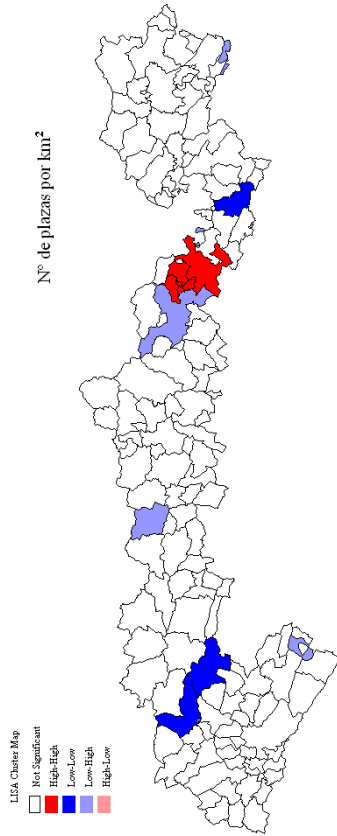 Nº de plazas por km²
LISA Cluster Map
Not Significant
High-High
Low-Low
Low-High
High-Low